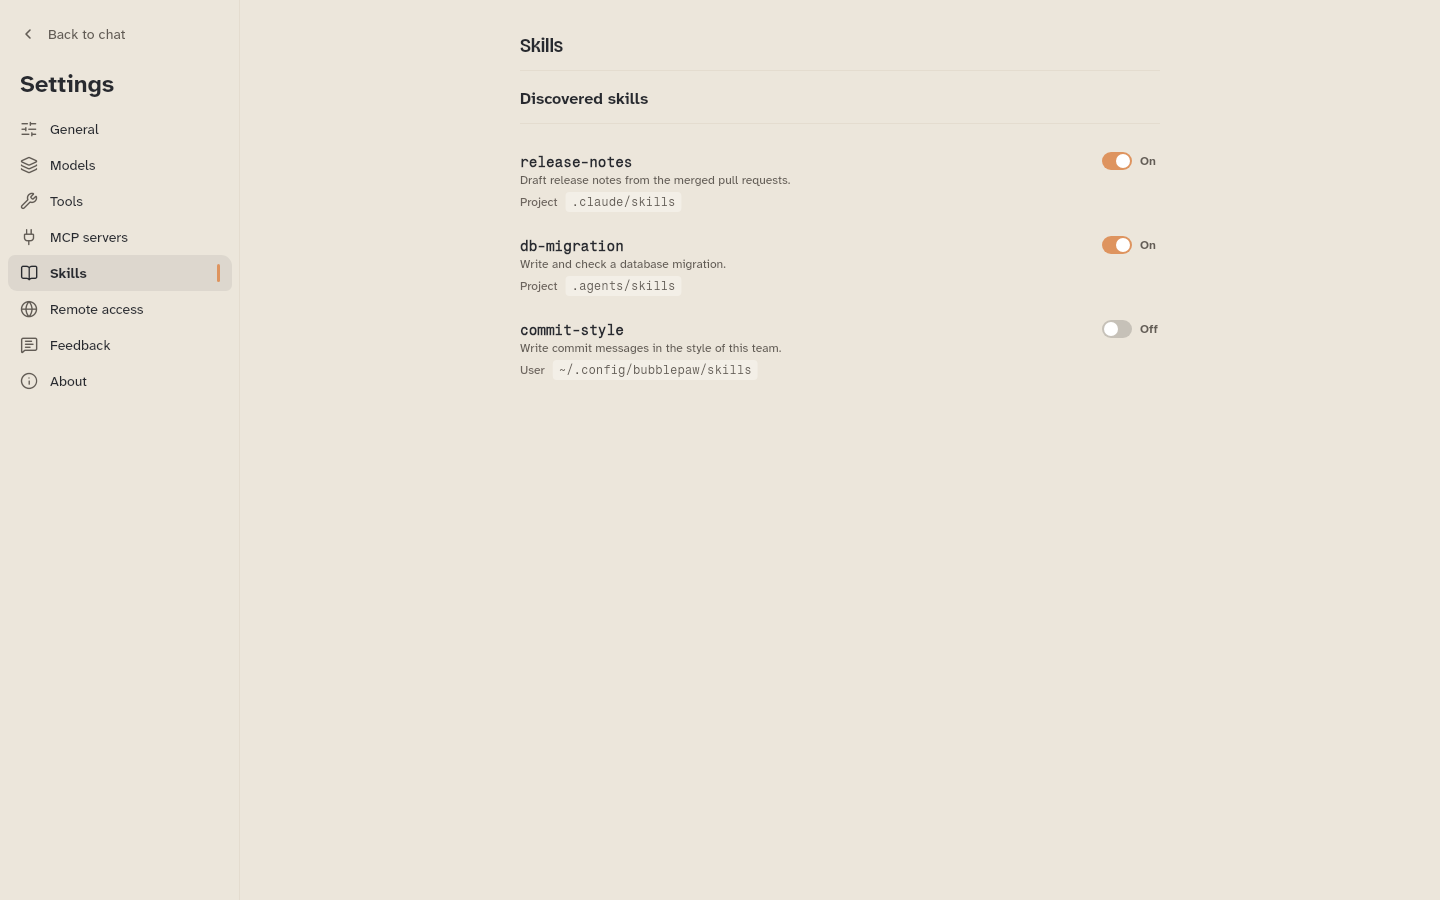 Back to chat
Settings
General
Models
Tools
MCP servers
Skills
Remote access
Feedback
About
Skills
Discovered skills
release-notes
On
Draft release notes from the merged pull requests.
Project .claude/skills
db-migration
On
Write and check a database migration.
Project .agents/skills
commit-style
Off
Write commit messages in the style of this team.
User ~/.config/bubblepaw/skills